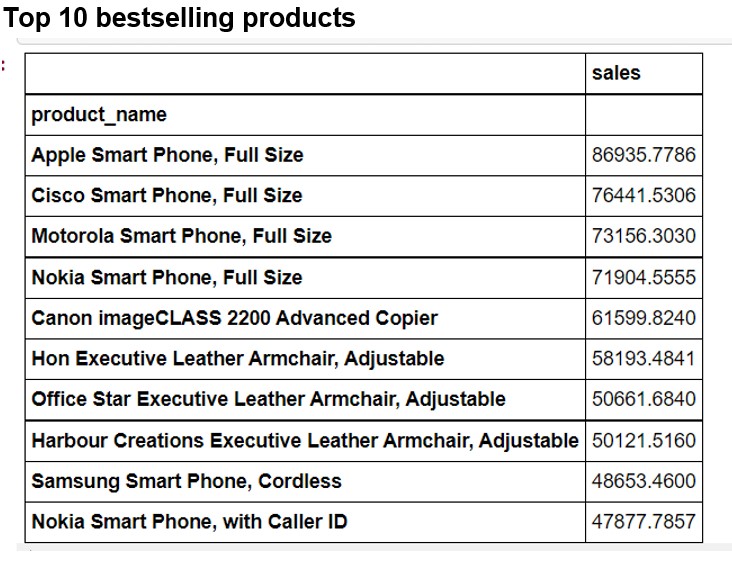 Top 10 bestselling products
:
sales
product_name
Apple Smart Phone, Full Size 86935.7786
Cisco Smart Phone, Full Size 76441.5306
Motorola Smart Phone, Full Size 73156.3030
Nokia Smart Phone, Full Size 71904.5555
Canon imageCLASS 2200 Advanced Copier 61599.8240
Hon Executive Leather Armchair, Adjustable 58193.4841
Office Star Executive Leather Armchair, Adjustable 50661.6840
Harbour Creations Executive Leather Armchair, Adjustable 50121.5160
Samsung Smart Phone, Cordless 48653.4600
Nokia Smart Phone, with Caller ID 47877.7857